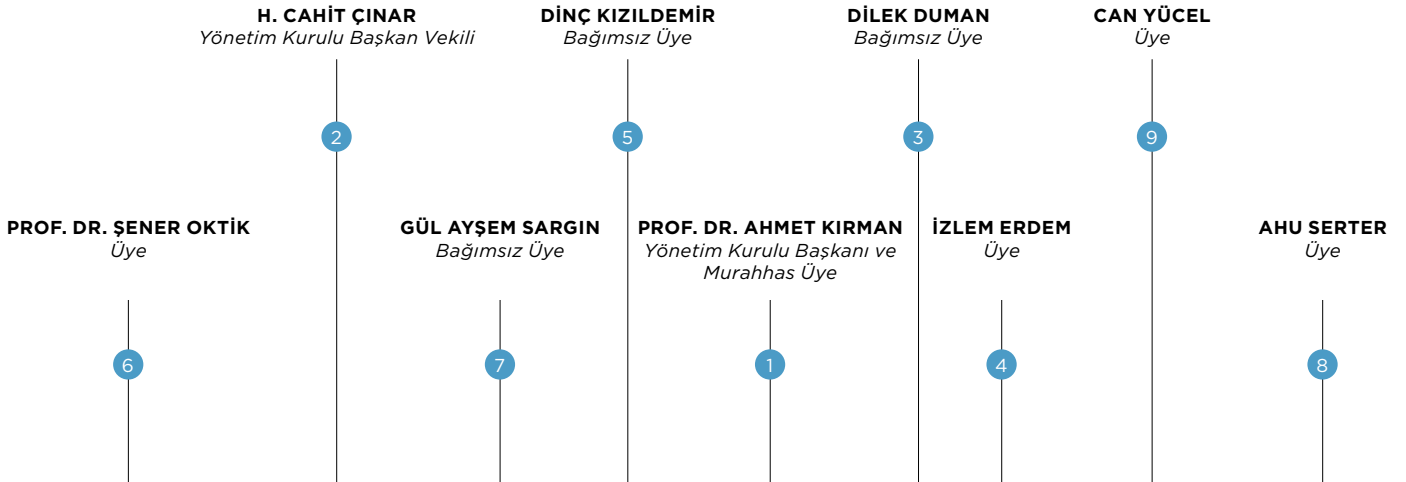 H. CAHİT ÇINAR
Yönetim Kurulu Başkan Vekili
2
DİNÇ KIZILDEMİR
Bağımsız Üye
5
DİLEK DUMAN
Bağımsız Üye
3
CAN YÜCEL
Üye
9
PROF. DR. ŞENER OKTİK
Üye
6
GÜL AYŞEM SARGIN
Bağımsız Üye
7
PROF. DR. AHMET KIRMAN
Yönetim Kurulu Başkanı ve
Murahhas Üye
1
İZLEM ERDEM
Üye
4
AHU SERTER
Üye
8